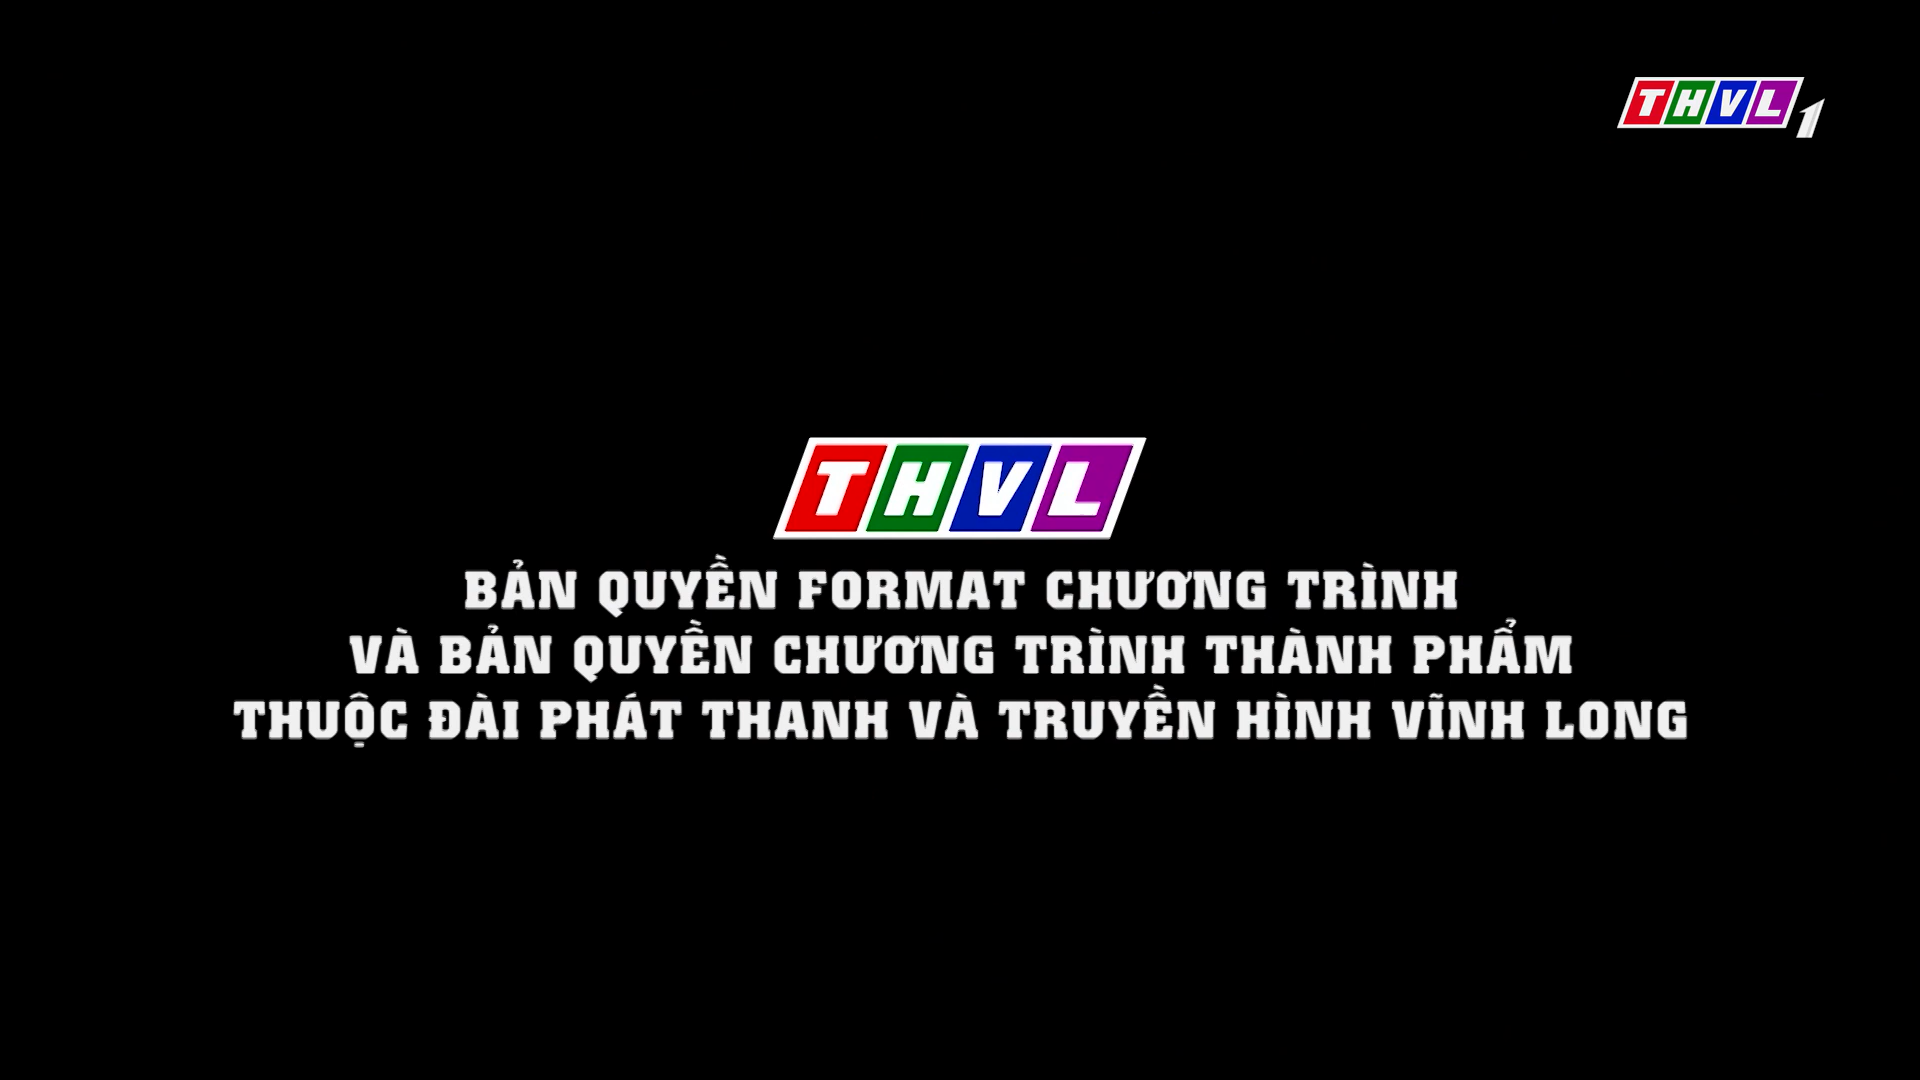 THVL1
THVL
BẢN QUYỀN FORMAT CHƯƠNG TRÌNH
VÀ BẢN QUYỀN CHƯƠNG TRÌNH THÀNH PHẨM
THUỘC ĐÀI PHÁT THANH VÀ TRUYỀN HÌNH VĨNH LONG